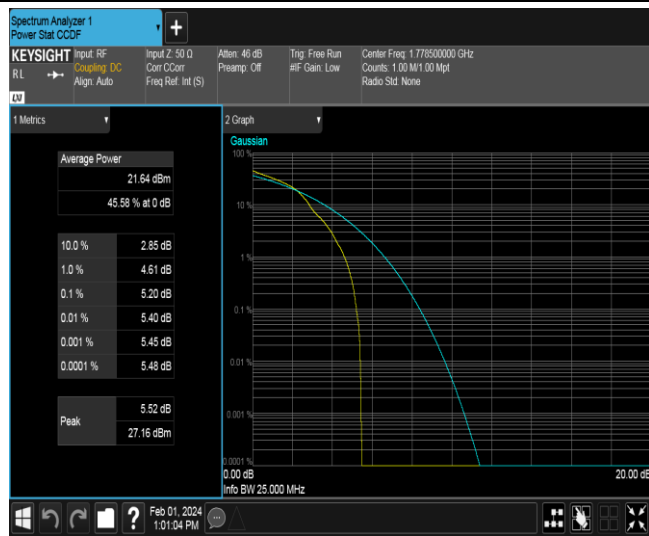 Spectrum Analyzer 1
Power Stat CCDF
+
KEYSIGHT
RL
LXI
Input: RF
Coupling: DC
Align: Auto
Input Z: 50 Ω
Corr CCorr
Freq Ref: Int (S)
Atten: 46 dB
Preamp: Off
Trig: Free Run
#IF Gain: Low
Center Freq: 1.778500000 GHz
Counts: 1.00 M/1.00 Mpt
Radio Std: None
1 Metrics
Average Power
21.64 dBm
45.58 % at 0 dB
10.0 % 2.85 dB
1.0 % 4.61 dB
0.1 % 5.20 dB
0.01 % 5.40 dB
0.001 % 5.45 dB
0.0001 % 5.48 dB
Peak
5.52 dB
27.16 dBm
2 Graph
Gaussian
100 %
10 %
1 %
0.1 %
0.01 %
0.001 %
0.0001 %
0.00 dB
20.00 dB
Info BW 25.000 MHz
?
Feb 01, 2024
1:01:04 PM